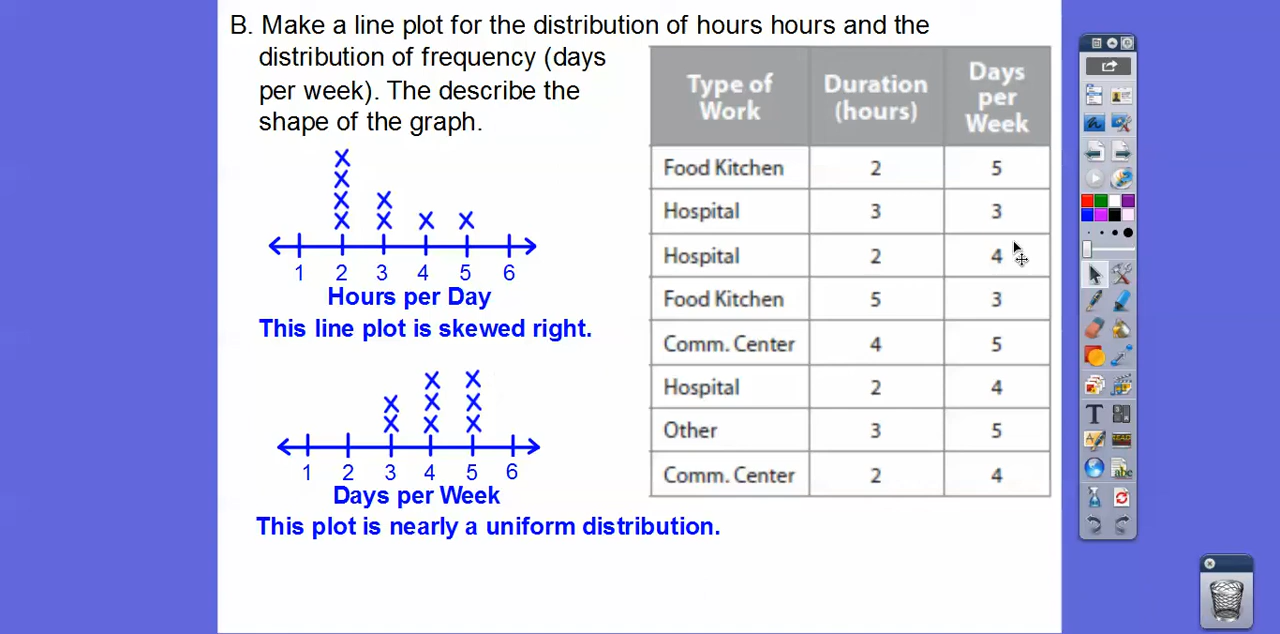 B. Make a line plot for the distribution of hours hours and the
distribution of frequency (days
per week). The describe the
shape of the graph.
X
X
X X
X X X X
1 2 3 4 5 6
Hours per Day
This line plot is skewed right.
X X
X X X
X X X
1 2 3 4 5 6
Days per Week
This plot is nearly a uniform distribution.
Type of Work Duration (hours) Days per Week
Food Kitchen 2 5
Hospital 3 3
Hospital 2 4
Food Kitchen 5 3
Comm. Center 4 5
Hospital 2 4
Other 3 5
Comm. Center 2 4
T